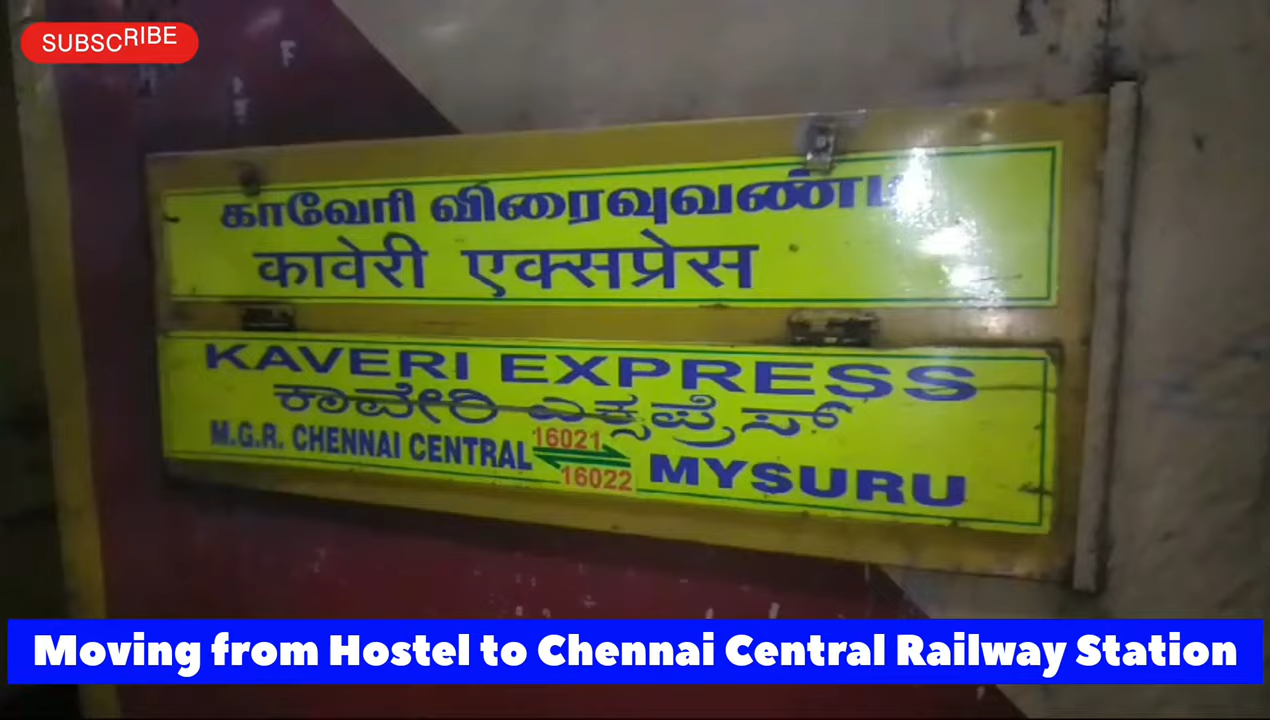 SUBSCRIBE
காவேரி
कावेरी एक्सप्रेस
KAVERI EXPRESS
ಕಾವೇರಿ ಎಕ್ಸಪ್ರೆಸ್
M.G.R. CHENNAI CENTRAL 16021 16022 MYSURU
Moving from Hostel to Chennai Central Railway Station